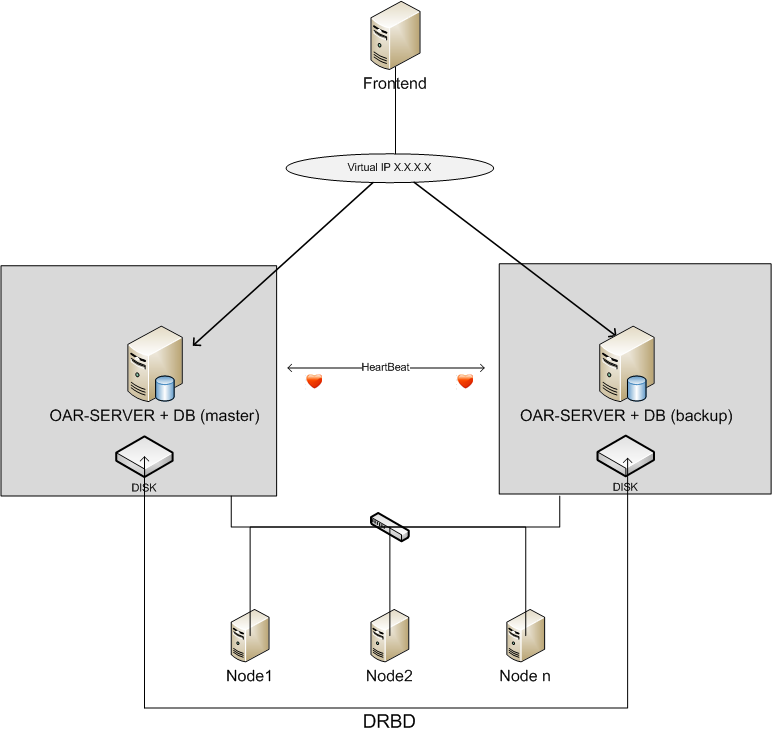 Frontend
Virtual IP X.X.X.X
HeartBeat
OAR-SERVER + DB (master)
OAR-SERVER + DB (backup)
DISK
DISK
Node1
Node2
Node n
DRBD